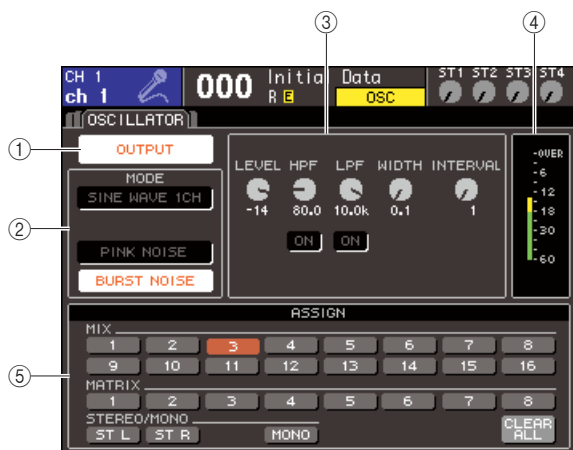 ③ ④
CH 1
ch 1
000
Initia Data
R E
OSC
ST1 ST2 ST3 ST4
OSCILLATOR
①
OUTPUT
②
MODE
SINE WAVE 1CH
PINK NOISE
BURST NOISE
LEVEL HPF LPF WIDTH INTERVAL
-14 80.0 10.0k 0.1 1
ON ON
-OVER
-6
-12
-18
-30
-60
⑤
ASSIGN
MIX
1 2 3 4 5 6 7 8
9 10 11 12 13 14 15 16
MATRIX
1 2 3 4 5 6 7 8
STEREO/MONO
ST L ST R MONO
CLEAR
ALL